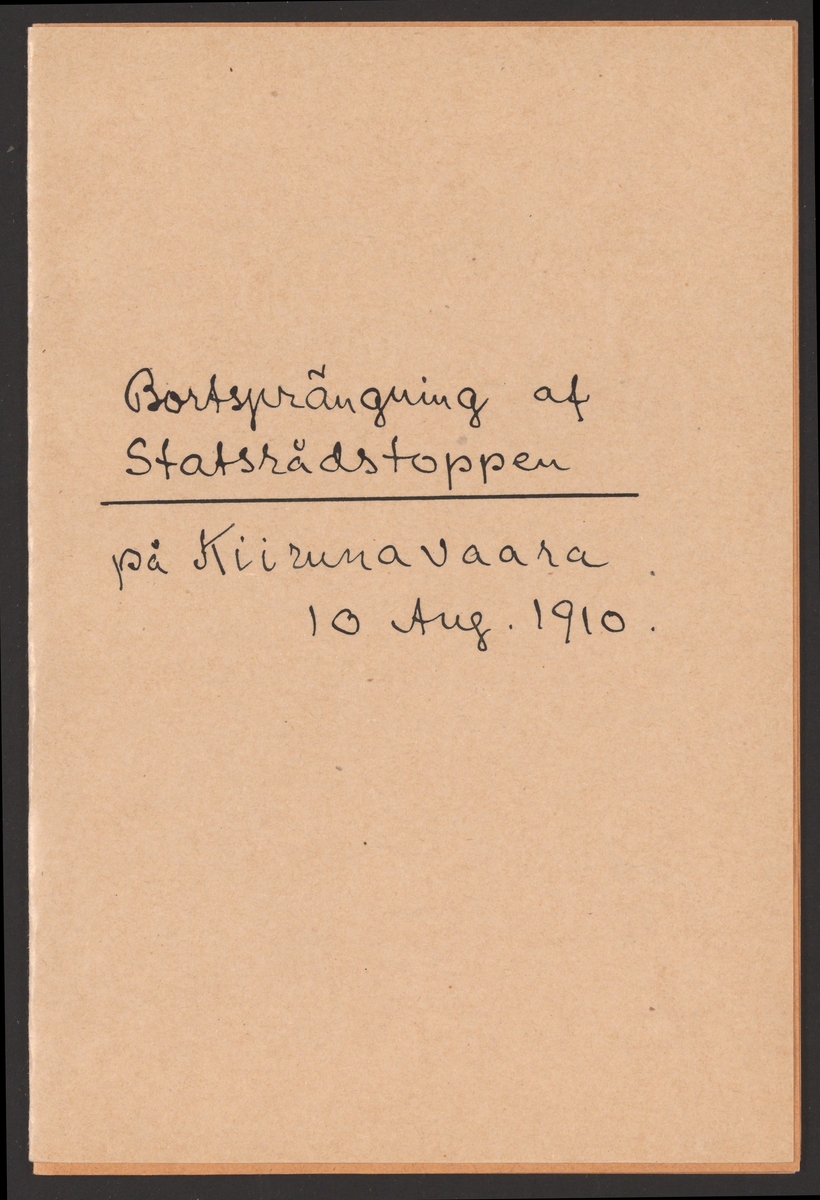 Bortsprängning af
Statsrådstoppen
på Kiirunavaara.
10 Aug. 1910.